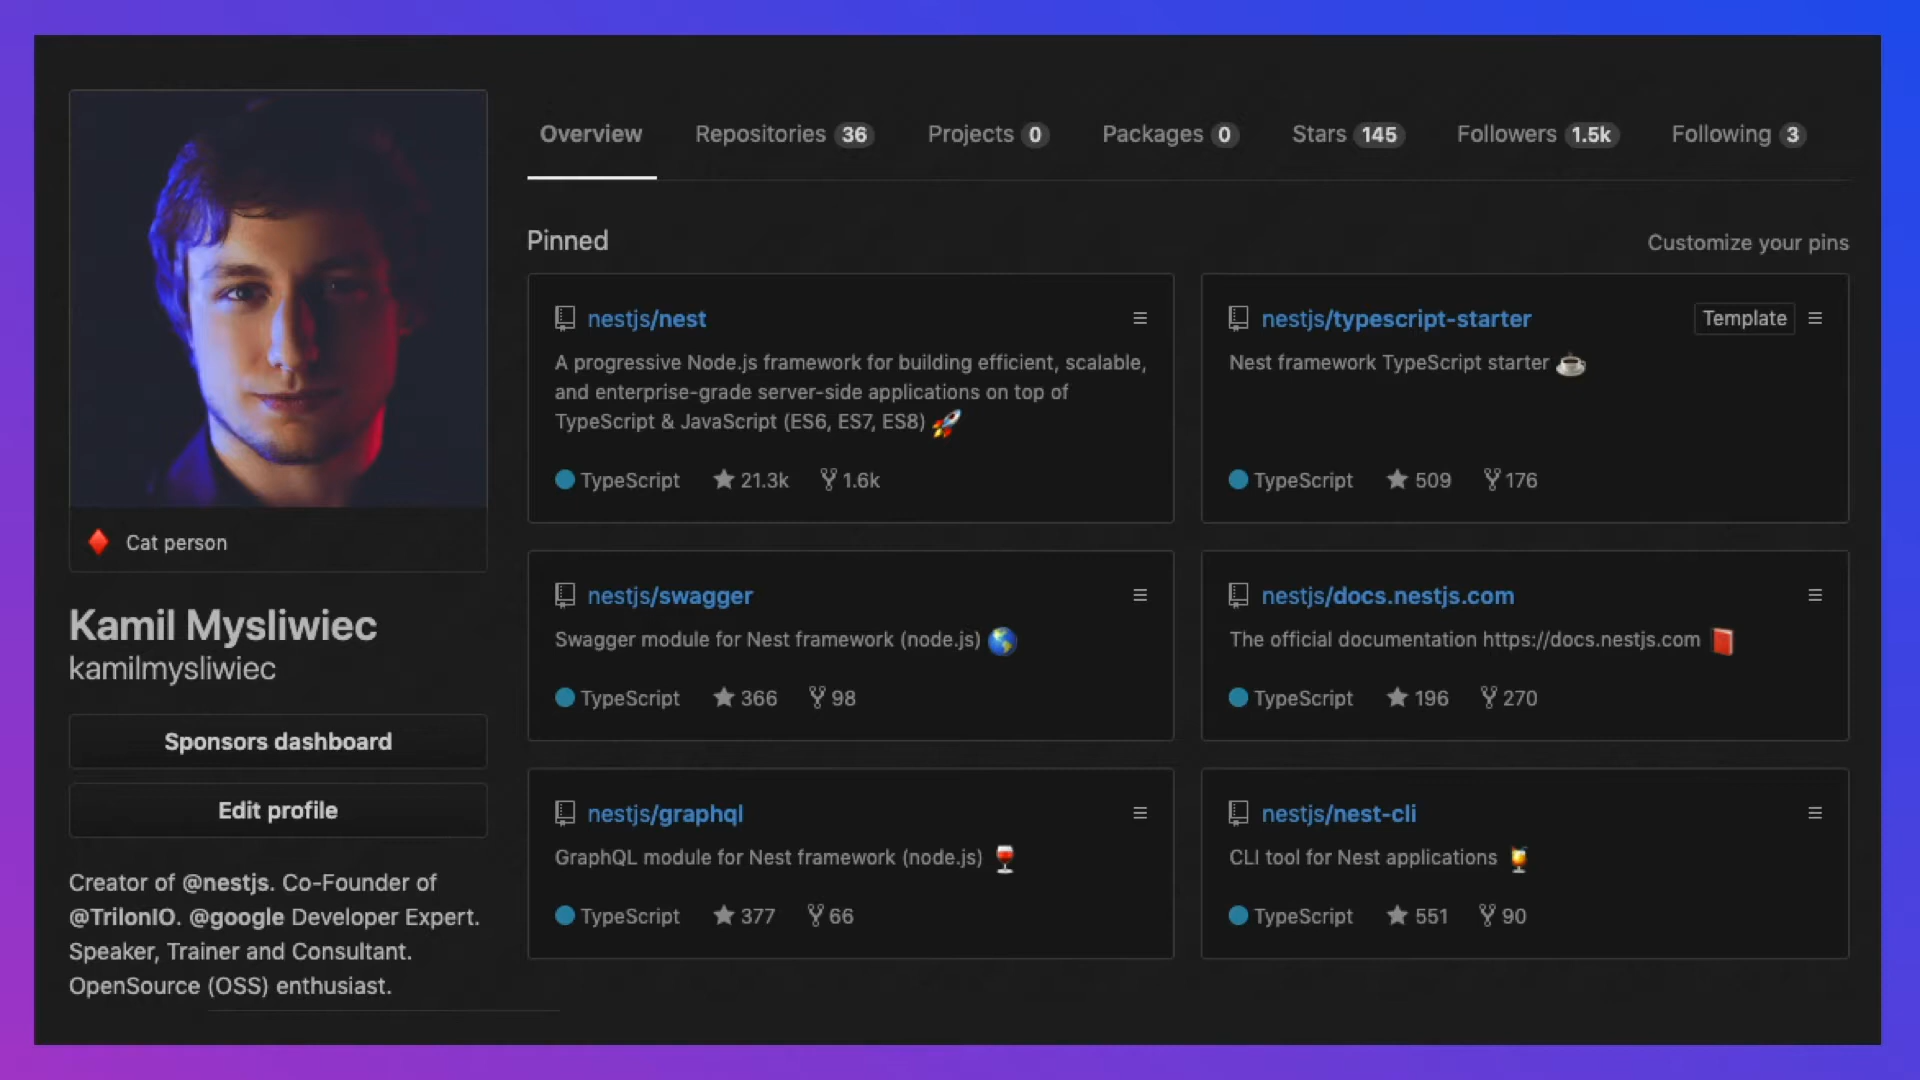 Overview Repositories 36 Projects 0 Packages 0 Stars 145 Followers 1.5k Following 3
Cat person
Kamil Mysliwiec
kamilmysliwiec
Sponsors dashboard
Edit profile
Creator of @nestjs. Co-Founder of
@TrilonIO. @google Developer Expert.
Speaker, Trainer and Consultant.
OpenSource (OSS) enthusiast.
Pinned
Customize your pins
nestjs/nest
A progressive Node.js framework for building efficient, scalable,
and enterprise-grade server-side applications on top of
TypeScript & JavaScript (ES6, ES7, ES8) 🚀
TypeScript 21.3k 1.6k
nestjs/typescript-starter Template
Nest framework TypeScript starter ☕
TypeScript 509 176
nestjs/swagger
Swagger module for Nest framework (node.js) 🌎
TypeScript 366 98
nestjs/docs.nestjs.com
The official documentation https://docs.nestjs.com 📕
TypeScript 196 270
nestjs/graphql
GraphQL module for Nest framework (node.js) 🍷
TypeScript 377 66
nestjs/nest-cli
CLI tool for Nest applications 🍹
TypeScript 551 90